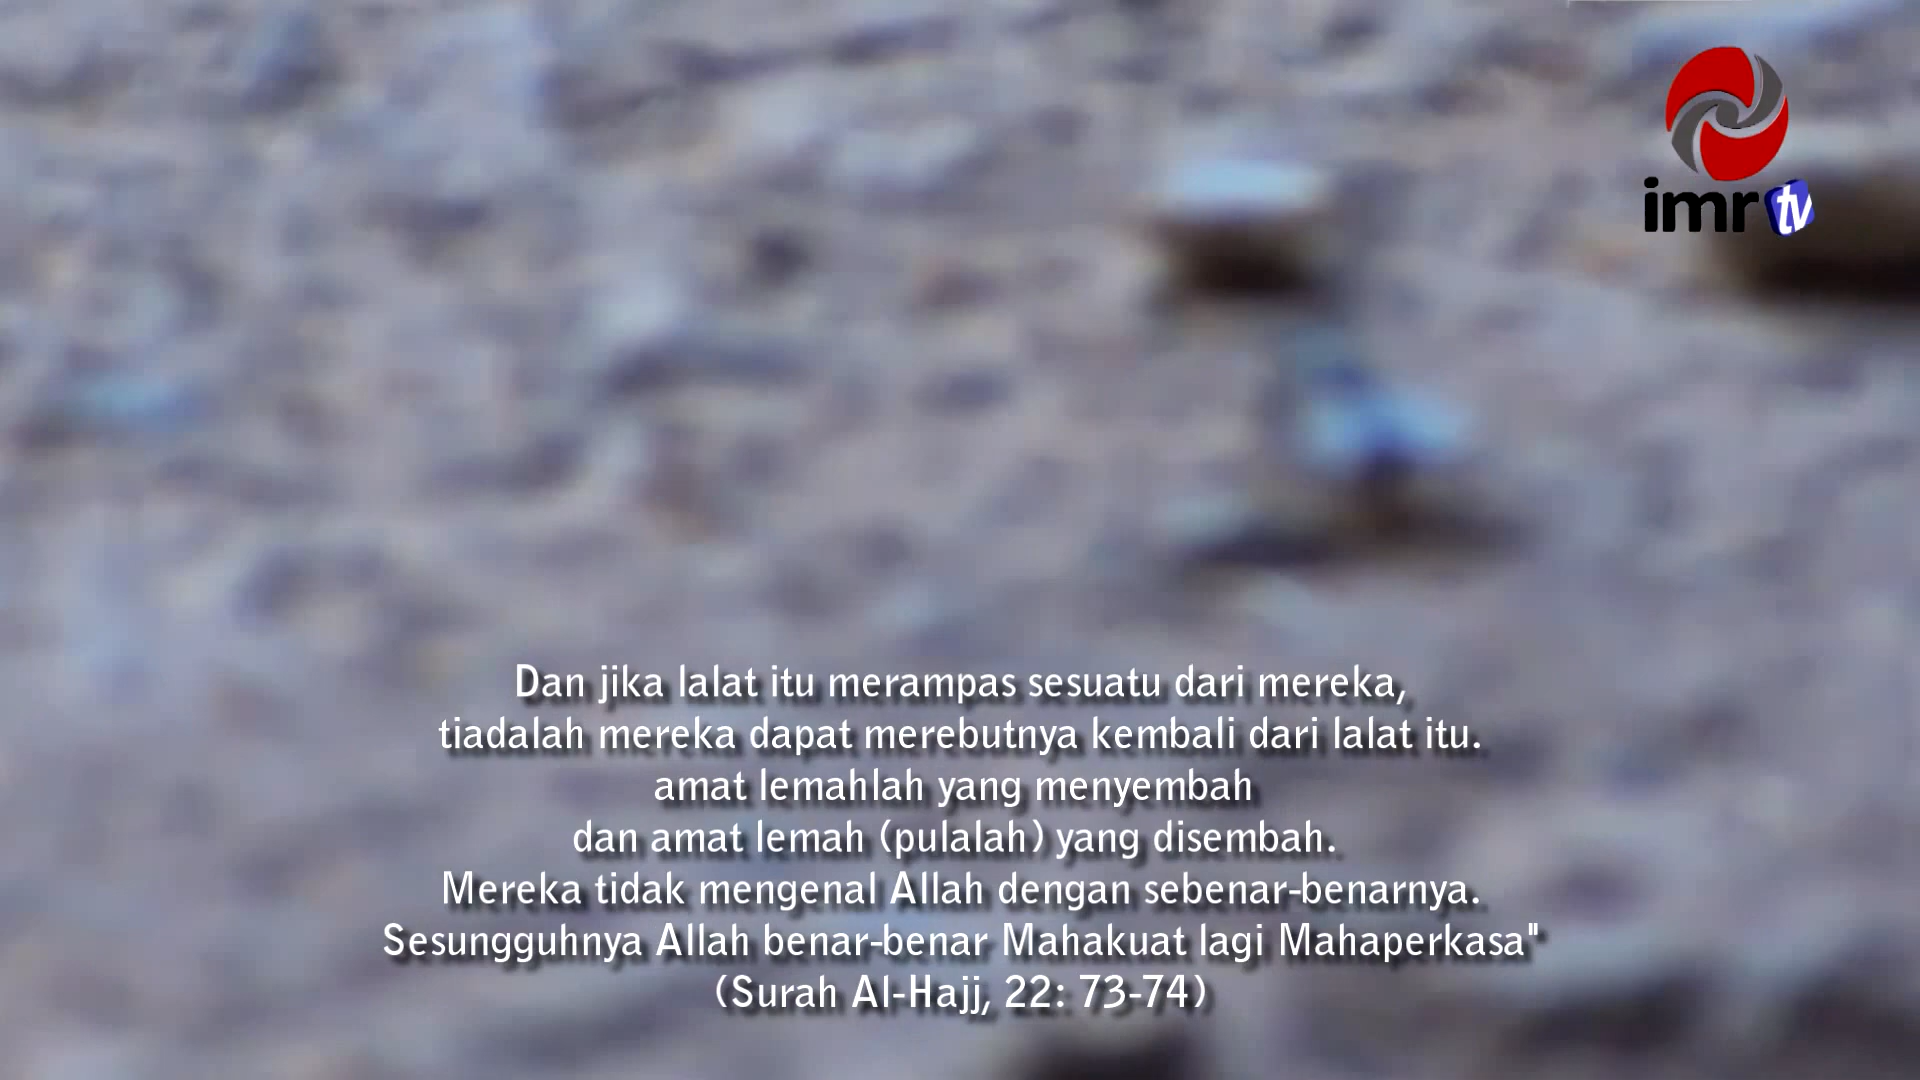 imr tv
Dan jika lalat itu merampas sesuatu dari mereka,
tiadalah mereka dapat merebutnya kembali dari lalat itu.
amat lemahlah yang menyembah
dan amat lemah (pulalah) yang disembah.
Mereka tidak mengenal Allah dengan sebenar-benarnya.
Sesungguhnya Allah benar-benar Mahakuat lagi Mahaperkasa"
(Surah Al-Hajj, 22: 73-74)